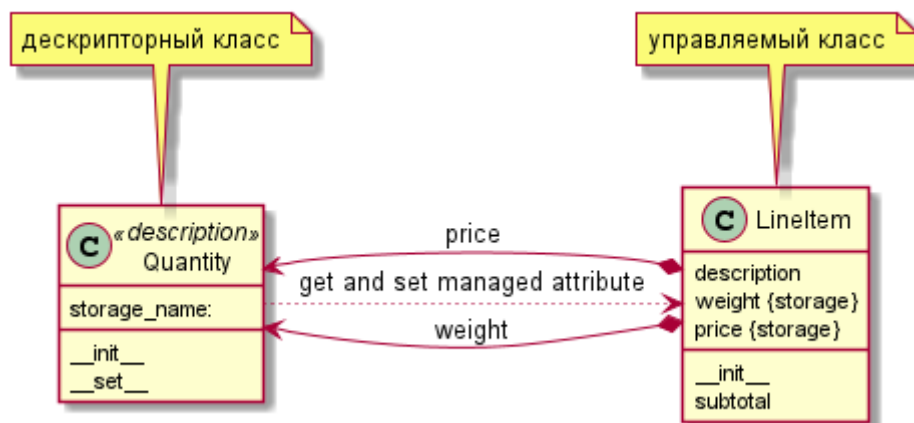 дескрипторный класс
управляемый класс
C
«description»
Quantity
storage_name:
__init__
__set__
price
get and set managed attribute
weight
C
LineItem
description
weight {storage}
price {storage}
__init__
subtotal